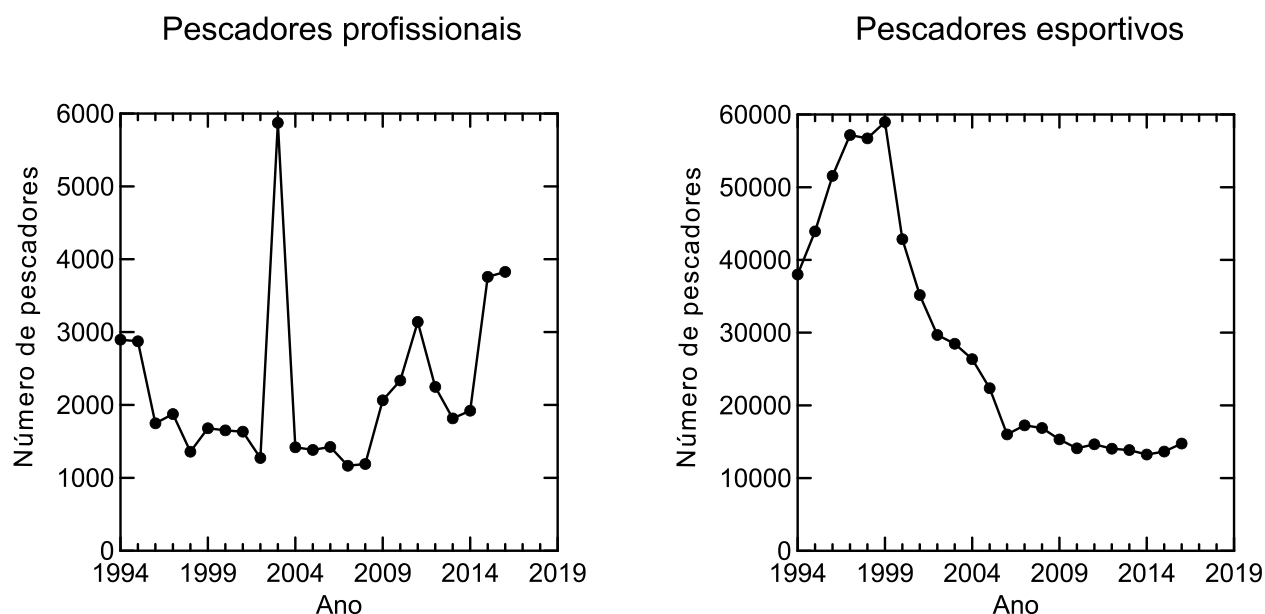 Pescadores profissionais
6000
5000
4000
3000
2000
1000
0
Número de pescadores
1994 1999 2004 2009 2014 2019
Ano
Pescadores esportivos
60000
50000
40000
30000
20000
10000
0
Número de pescadores
1994 1999 2004 2009 2014 2019
Ano